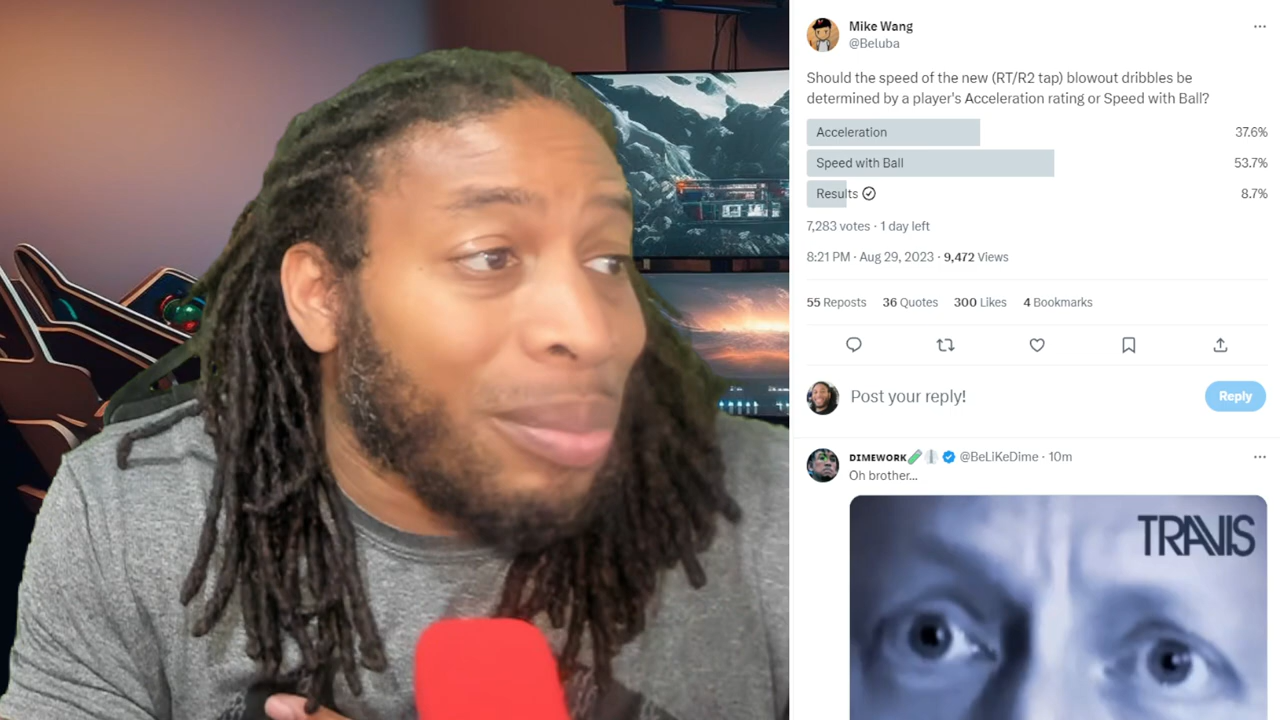 Mike Wang
@Beluba
Should the speed of the new (RT/R2 tap) blowout dribbles be
determined by a player's Acceleration rating or Speed with Ball?
Acceleration 37.6%
Speed with Ball 53.7%
Results 8.7%
7,283 votes · 1 day left
8:21 PM · Aug 29, 2023 · 9,472 Views
55 Reposts 36 Quotes 300 Likes 4 Bookmarks
Post your reply! Reply
DIMEWORK @BeLiKeDime · 10m
Oh brother...
TRAVIS